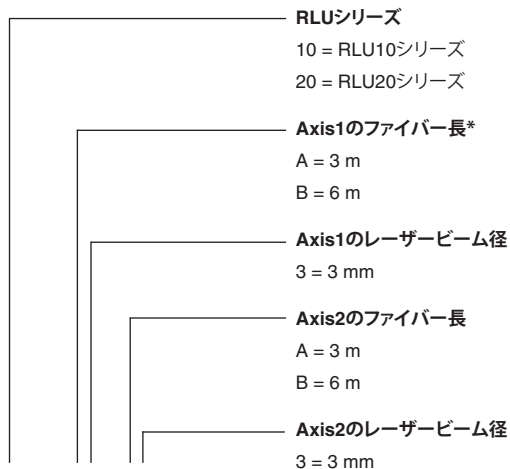 RLUシリーズ
10 = RLU10シリーズ
20 = RLU20シリーズ
Axis1のファイバー長*
A = 3 m
B = 6 m
Axis1のレーザービーム径
3 = 3 mm
Axis2のファイバー長
A = 3 m
B = 6 m
Axis2のレーザービーム径
3 = 3 mm